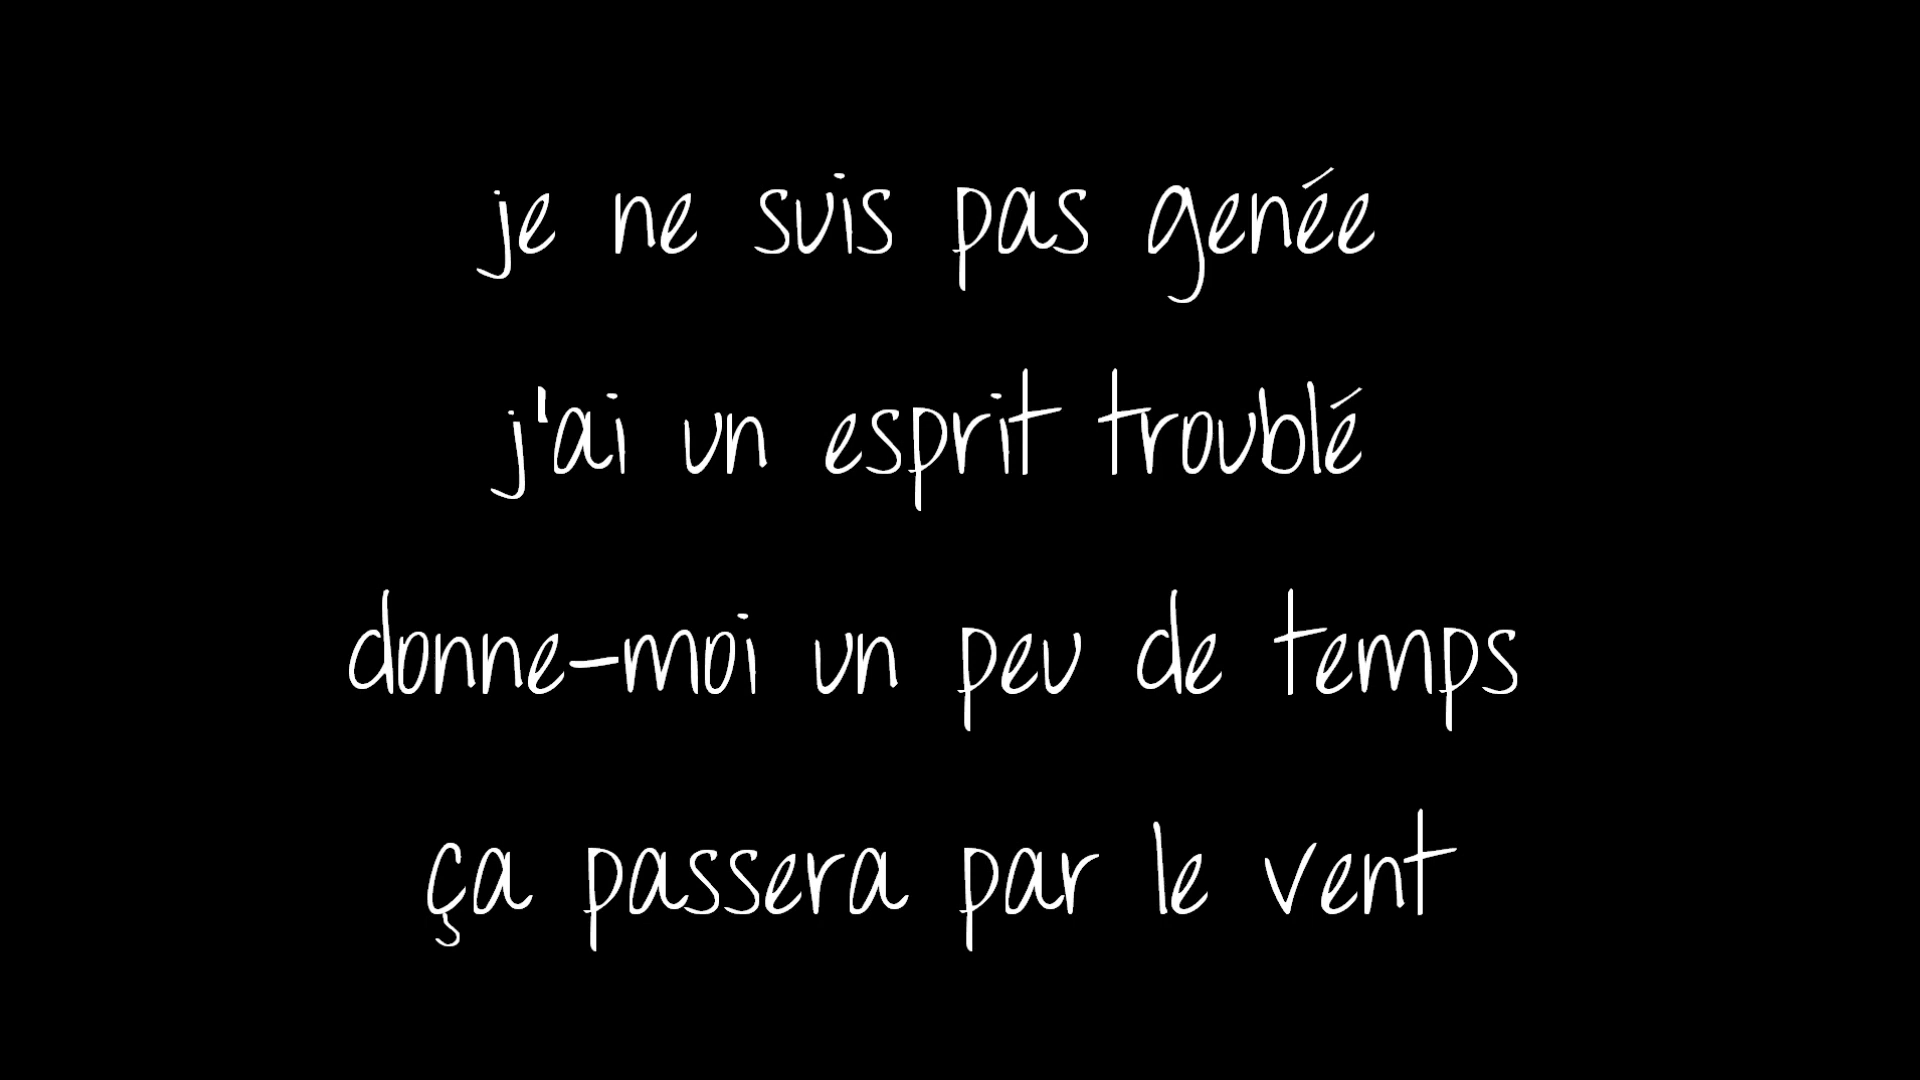 je ne suis pas genée
j'ai un esprit troublé
donne-moi un peu de temps
ça passera par le vent